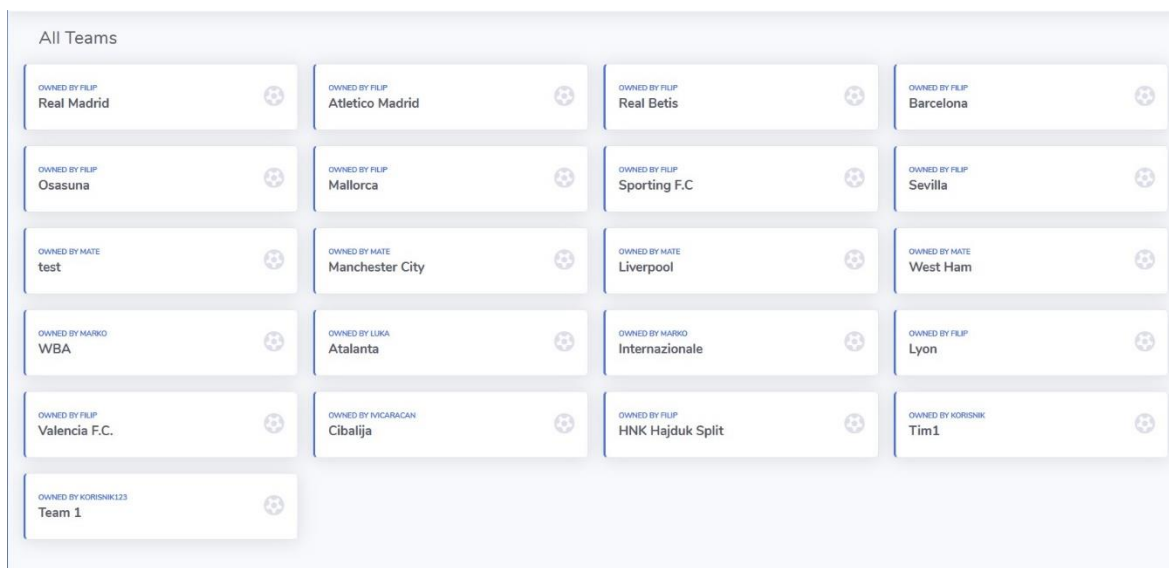 All Teams
OWNED BY FILIP
Real Madrid
OWNED BY FILIP
Atletico Madrid
OWNED BY FILIP
Real Betis
OWNED BY FILIP
Barcelona
OWNED BY FILIP
Osasuna
OWNED BY FILIP
Mallorca
OWNED BY FILIP
Sporting F.C
OWNED BY FILIP
Sevilla
OWNED BY MATE
test
OWNED BY MATE
Manchester City
OWNED BY MATE
Liverpool
OWNED BY MATE
West Ham
OWNED BY MARKO
WBA
OWNED BY LUKA
Atalanta
OWNED BY MARKO
Internazionale
OWNED BY FILIP
Lyon
OWNED BY FILIP
Valencia F.C.
OWNED BY IVICARACAN
Cibalija
OWNED BY FILIP
HNK Hajduk Split
OWNED BY KORISNIK
Tim1
OWNED BY KORISNIK123
Team 1